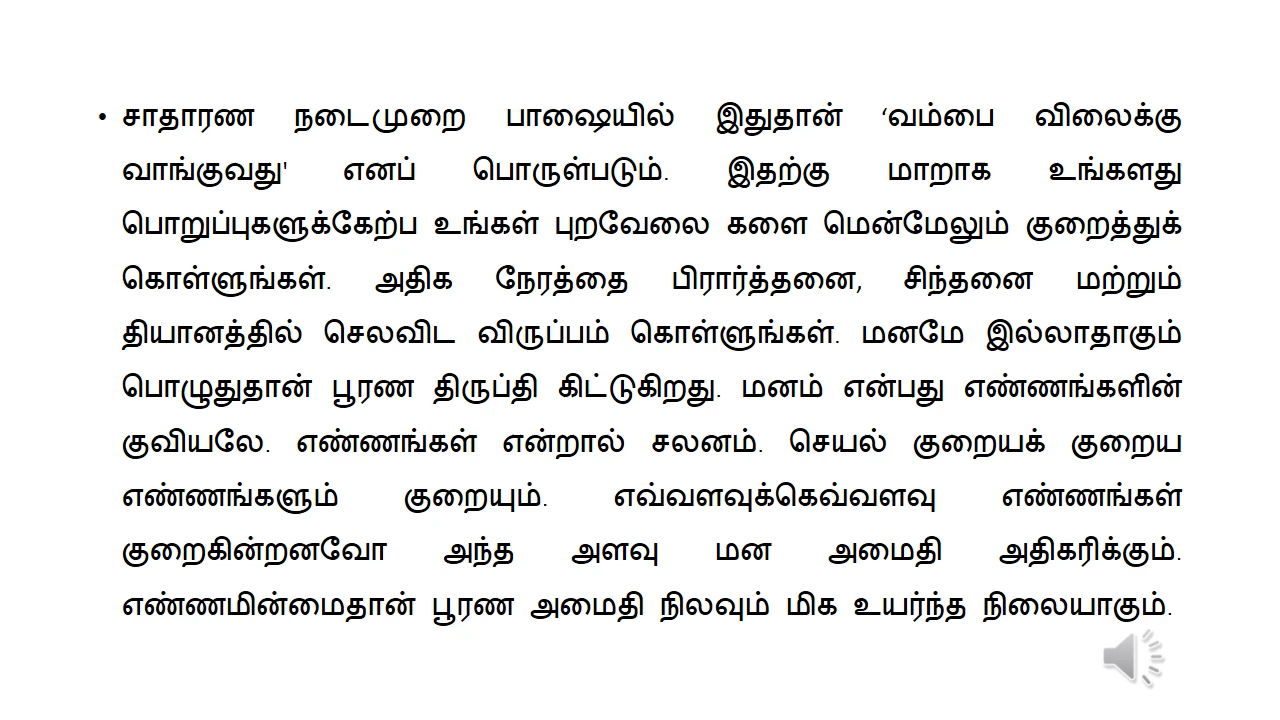 • சாதாரண நடைமுறை பாஷையில் இதுதான் ‘வம்பை விலைக்கு
வாங்குவது' எனப் பொருள்படும். இதற்கு மாறாக உங்களது
பொறுப்புகளுக்கேற்ப உங்கள் புறவேலை களை மென்மேலும் குறைத்துக்
கொள்ளுங்கள். அதிக நேரத்தை பிரார்த்தனை, சிந்தனை மற்றும்
தியானத்தில் செலவிட விருப்பம் கொள்ளுங்கள். மனமே இல்லாதாகும்
பொழுதுதான் பூரண திருப்தி கிட்டுகிறது. மனம் என்பது எண்ணங்களின்
குவியலே. எண்ணங்கள் என்றால் சலனம். செயல் குறையக் குறைய
எண்ணங்களும் குறையும். எவ்வளவுக்கெவ்வளவு எண்ணங்கள்
குறைகின்றனவோ அந்த அளவு மன அமைதி அதிகரிக்கும்.
எண்ணமின்மைதான் பூரண அமைதி நிலவும் மிக உயர்ந்த நிலையாகும்.